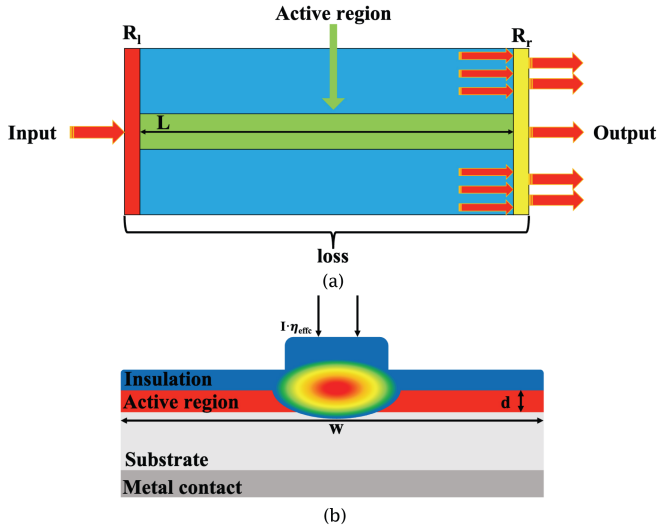 Active region
R_l
R_r
L
Input
Output
loss
(a)
I·η_effc
Insulation
Active region
d
w
Substrate
Metal contact
(b)